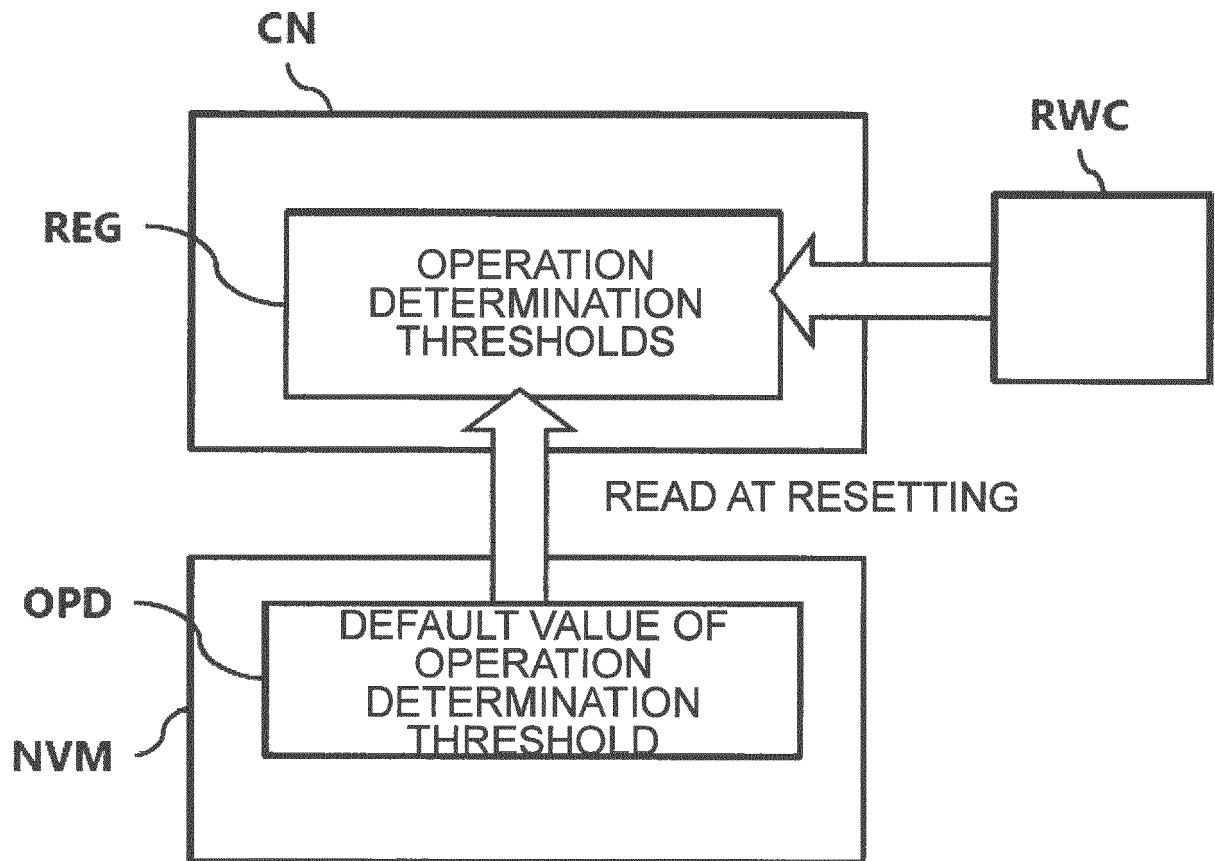 CN
RWC
REG
OPERATION
DETERMINATION
THRESHOLDS
READ AT RESETTING
OPD
DEFAULT VALUE OF
OPERATION
DETERMINATION
THRESHOLD
NVM